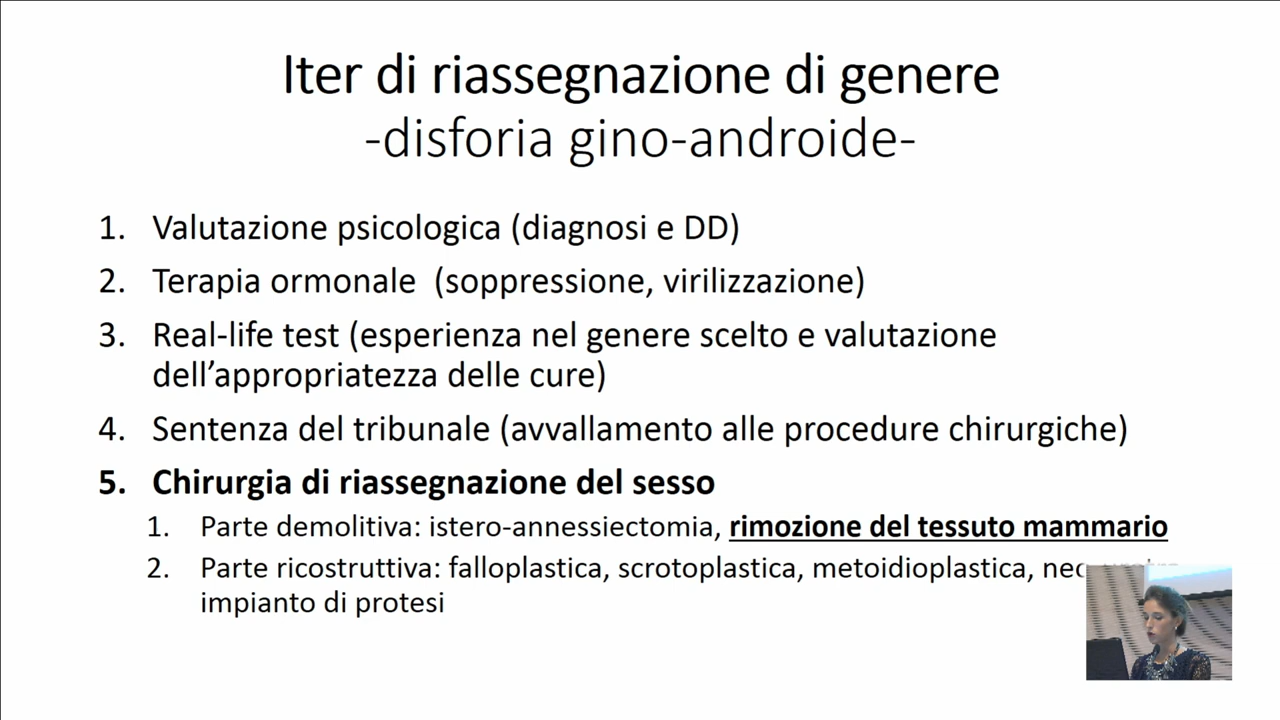 Iter di riassegnazione di genere
-disforia gino-androide-
1. Valutazione psicologica (diagnosi e DD)
2. Terapia ormonale (soppressione, virilizzazione)
3. Real-life test (esperienza nel genere scelto e valutazione
dell'appropriatezza delle cure)
4. Sentenza del tribunale (avvallamento alle procedure chirurgiche)
5. Chirurgia di riassegnazione del sesso
1. Parte demolitiva: istero-annessiectomia, rimozione del tessuto mammario
2. Parte ricostruttiva: falloplastica, scrotoplastica, metoidioplastica,
impianto di protesi